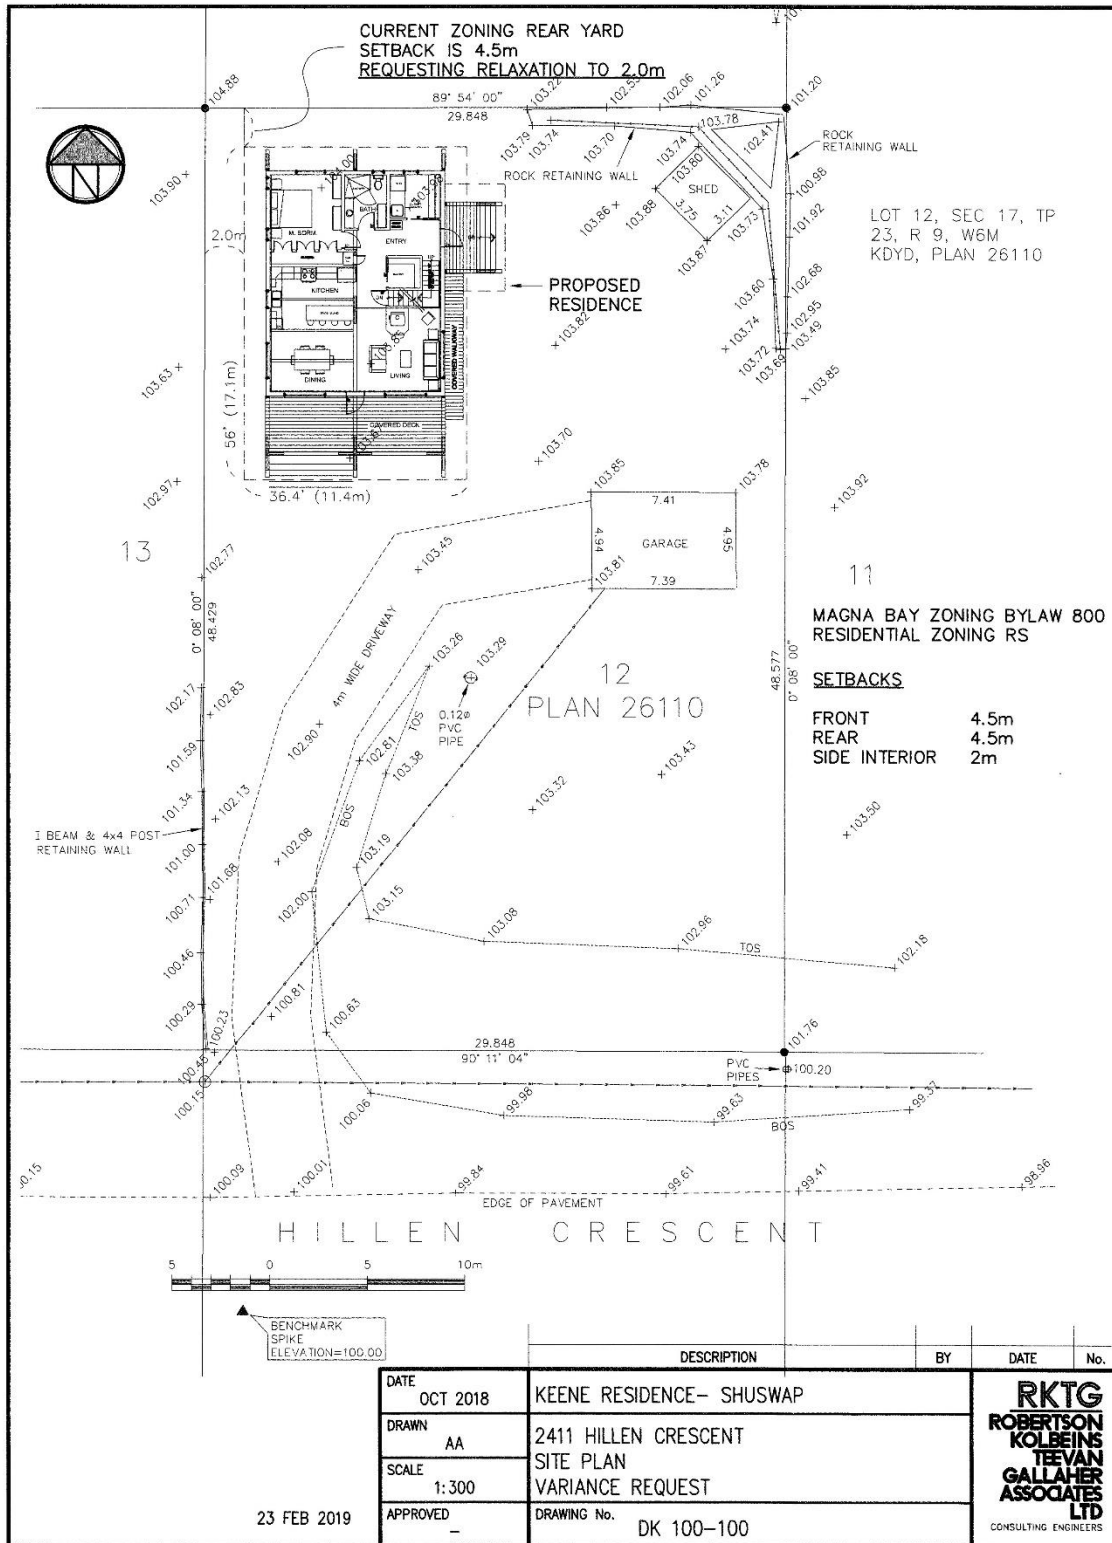 CURRENT ZONING REAR YARD
SETBACK IS 4.5m
REQUESTING RELAXATION TO 2.0m
104.88
89° 54' 00"
29.848
103.22
102.55
102.06
101.26
101.20
N
103.79
103.74
103.70
103.74
103.78
102.41
ROCK
RETAINING WALL
ROCK RETAINING WALL
103.90
103.80
SHED
3.75
3.11
103.88
103.87
103.73
103.86
100.98
101.92
LOT 12, SEC 17, TP
23, R 9, W6M
KDYD, PLAN 26110
2.0m
BATH
M. BDRM.
ENTRY
KITCHEN
DINING
LIVING
COVERED WALKWAY
COVERED DECK
103.85
103.67
PROPOSED
RESIDENCE
102.68
103.60
102.95
103.74
103.49
103.72
103.69
103.82
103.85
103.63
56' (17.1m)
36.4' (11.4m)
103.70
102.97
103.85
103.78
103.92
7.41
4.94
GARAGE
4.95
7.39
103.81
13
102.77
103.45
11
0° 08' 00"
48.429
MAGNA BAY ZONING BYLAW 800
RESIDENTIAL ZONING RS
SETBACKS
FRONT 4.5m
REAR 4.5m
SIDE INTERIOR 2m
4m WIDE DRIVEWAY
103.26
103.29
12
PLAN 26110
48.577
0° 08' 00"
0.12ø
PVC
PIPE
TOS
102.17
102.83
102.90
102.81
103.38
103.43
101.59
101.34
102.13
BOS
103.32
103.50
I BEAM & 4x4 POST
RETAINING WALL
101.00
102.08
103.19
100.71
101.68
102.00
103.15
103.08
102.96
TOS
102.18
100.46
100.29
100.81
100.63
100.23
29.848
90° 11' 04"
101.76
100.48
100.15
PVC
PIPES
100.20
100.06
99.98
99.63
99.37
BOS
100.09
100.01
99.84
99.61
99.41
98.96
EDGE OF PAVEMENT
HILLEN CRESCENT
5 0 5 10m
BENCHMARK
SPIKE
ELEVATION=100.00
DESCRIPTION BY DATE No.
DATE
OCT 2018
KEENE RESIDENCE- SHUSWAP
DRAWN
AA
2411 HILLEN CRESCENT
SITE PLAN
VARIANCE REQUEST
SCALE
1:300
23 FEB 2019
APPROVED
-
DRAWING No.
DK 100-100
RKTG
ROBERTSON
KOLBEINS
TEEVAN
GALLAHER
ASSOCIATES
LTD
CONSULTING ENGINEERS